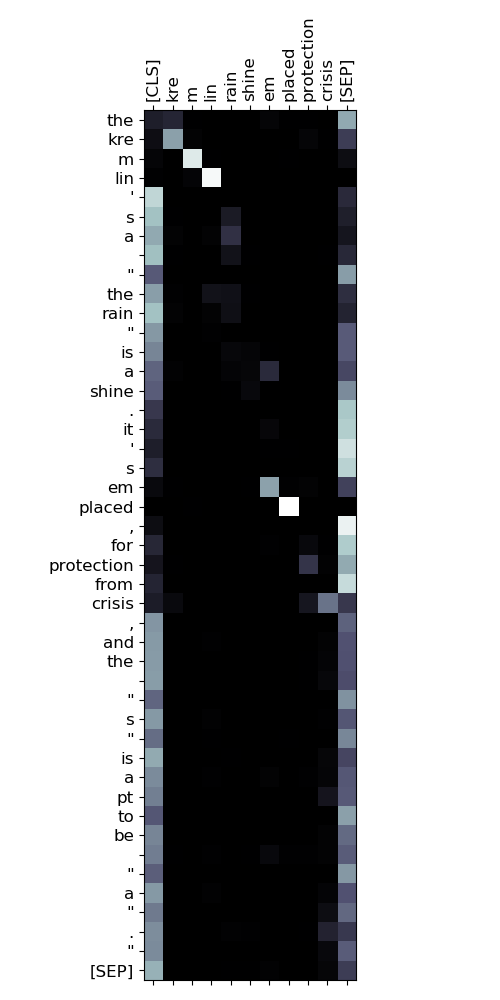 [CLS] kre m lin rain shine em placed protection crisis [SEP]
the
kre
m
lin
'
s
a
"
the
rain
"
is
a
shine
.
it
'
s
em
placed
,
for
protection
from
crisis
,
and
the
"
s
"
is
a
pt
to
be
"
a
"
.
"
[SEP]